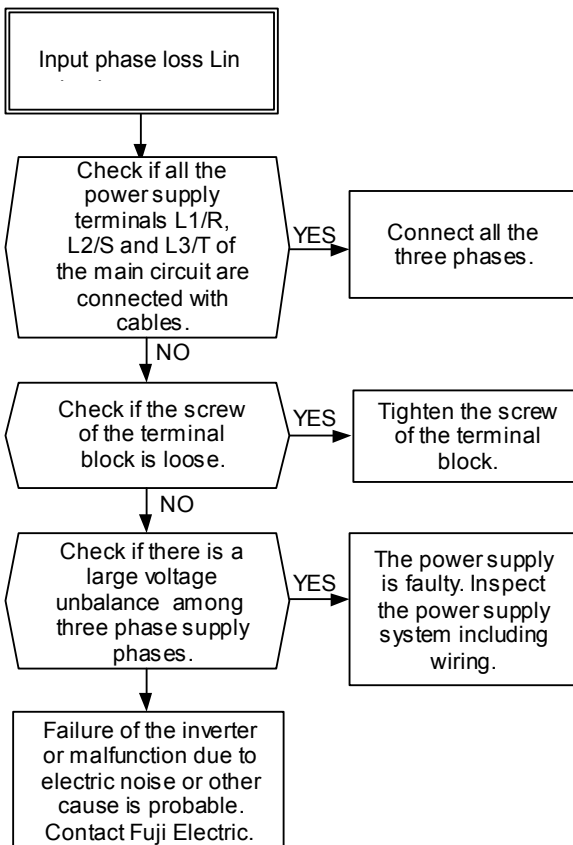 Input phase loss Lin
Check if all the
power supply
terminals L1/R,
L2/S and L3/T of
the main circuit are
connected with
cables.
YES
Connect all the
three phases.
NO
Check if the screw
of the terminal
block is loose.
YES
Tighten the screw
of the terminal
block.
NO
Check if there is a
large voltage
unbalance among
three phase supply
phases.
YES
The power supply
is faulty. Inspect
the power supply
system including
wiring.
Failure of the inverter
or malfunction due to
electric noise or other
cause is probable.
Contact Fuji Electric.